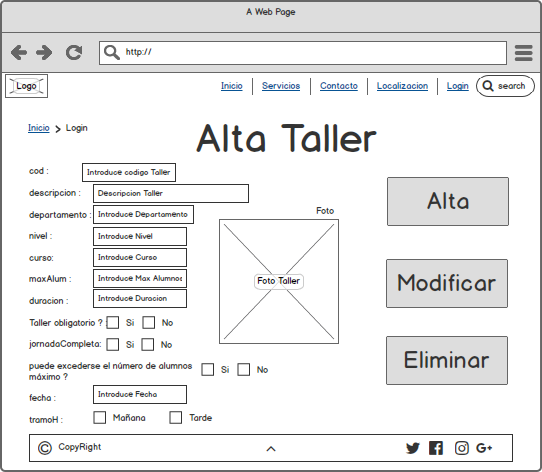 A Web Page
http://
Logo
Inicio Servicios Contacto Localizacion Login search
Inicio > Login
Alta Taller
cod : Introduce codigo Taller
descripcion : Descripcion Taller
departamento : Introduce Departamento
nivel : Introduce Nivel
curso: Introduce Curso
maxAlum : Introduce Max Alumnos
duracion : Introduce Duracion
Taller obligatorio ? : Si No
jornadaCompleta: Si No
puede excederse el número de alumnos
máximo ? Si No
fecha : Introduce Fecha
tramoH : Mañana Tarde
Foto
Foto Taller
Alta
Modificar
Eliminar
© CopyRight
G+